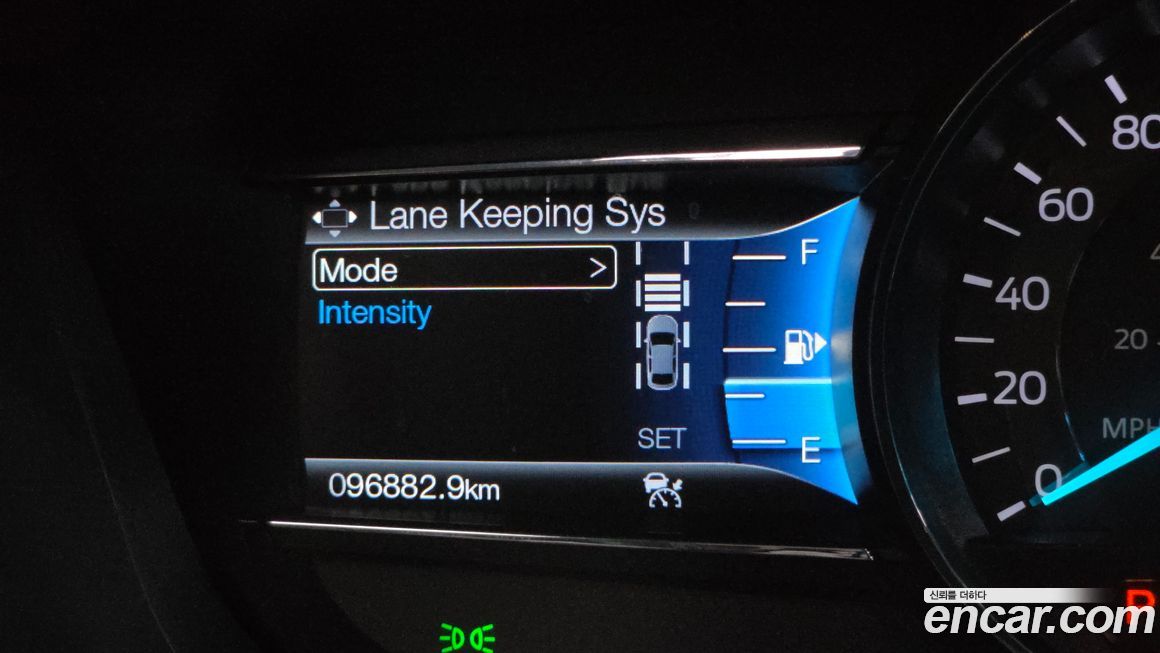 Lane Keeping Sys
Mode >
Intensity
F
E
SET
096882.9km
80
60
40
20
0
20
MPH
P
신뢰를 더하다
encar.com